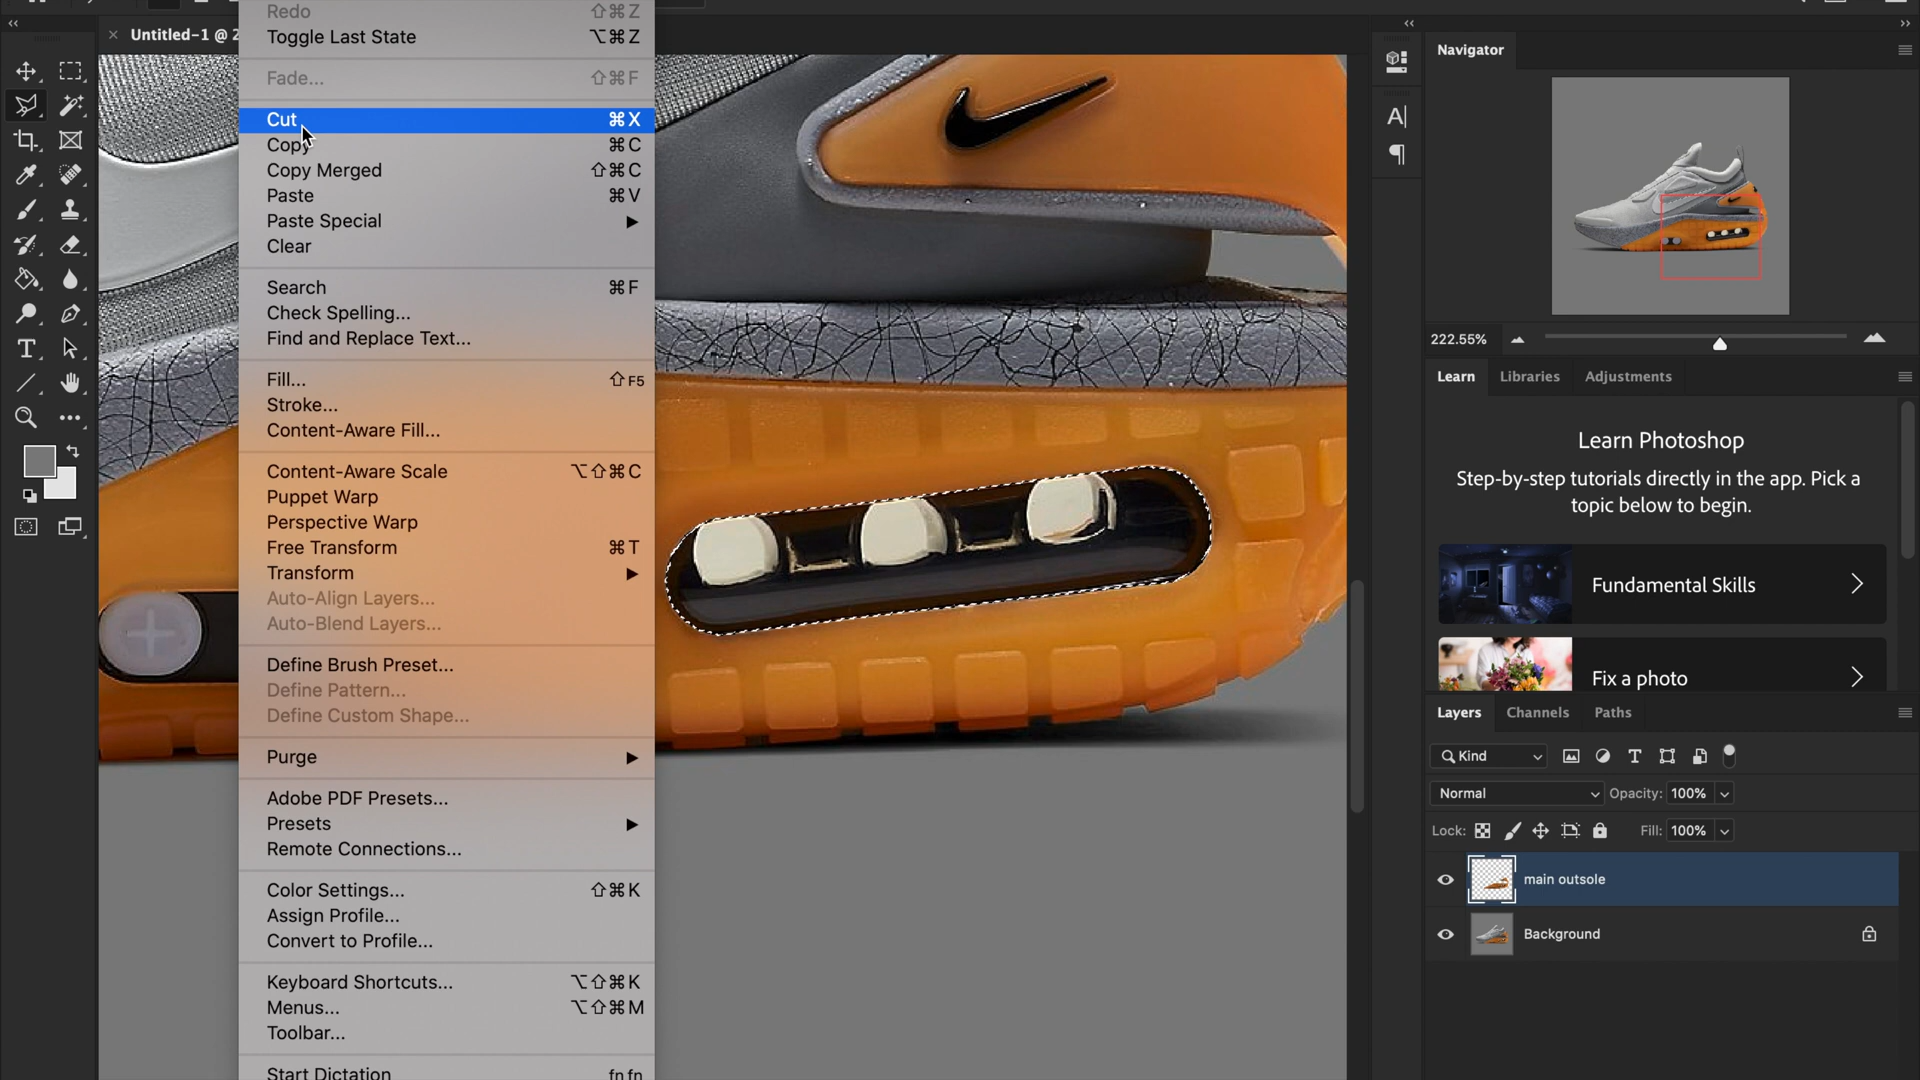 Untitled-1 @ 2
Redo ⇧⌘Z
Toggle Last State ⌥⌘Z
Fade... ⇧⌘F
Cut ⌘X
Copy ⌘C
Copy Merged ⇧⌘C
Paste ⌘V
Paste Special ▶
Clear
Search ⌘F
Check Spelling...
Find and Replace Text...
Fill... ⇧F5
Stroke...
Content-Aware Fill...
Content-Aware Scale ⌥⇧⌘C
Puppet Warp
Perspective Warp
Free Transform ⌘T
Transform ▶
Auto-Align Layers...
Auto-Blend Layers...
Define Brush Preset...
Define Pattern...
Define Custom Shape...
Purge ▶
Adobe PDF Presets...
Presets ▶
Remote Connections...
Color Settings... ⇧⌘K
Assign Profile...
Convert to Profile...
Keyboard Shortcuts... ⌥⇧⌘K
Menus... ⌥⇧⌘M
Toolbar...
Start Dictation fn fn
Navigator
222.55%
Learn Libraries Adjustments
Learn Photoshop
Step-by-step tutorials directly in the app. Pick a
topic below to begin.
Fundamental Skills
Fix a photo
Layers Channels Paths
Kind
Normal Opacity: 100%
Lock: Fill: 100%
main outsole
Background